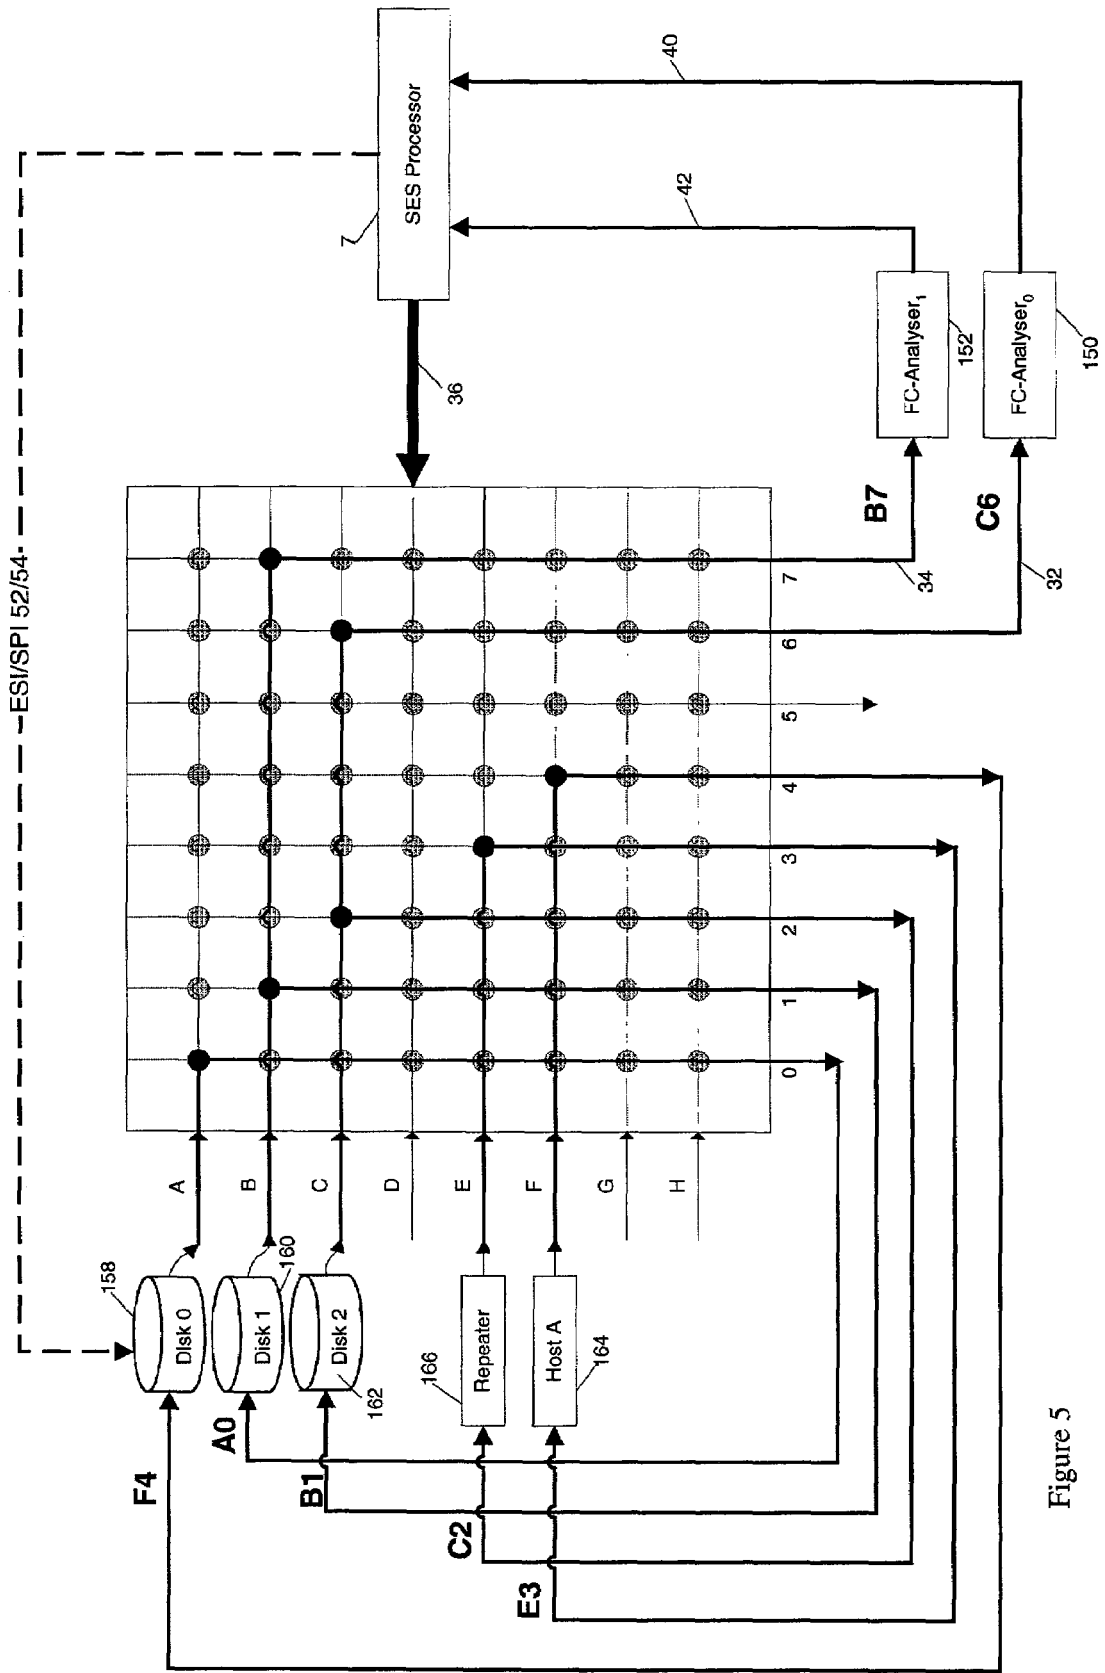 ESI/SPI 52/54
SES Processor
7
40
42
36
FC-Analyser1
152
FC-Analyser0
150
B7
C6
34
32
7
6
5
4
3
2
1
0
A
B
C
D
E
F
G
H
158
Disk 0
160
Disk 1
Disk 2
162
166
Repeater
Host A
164
F4
A0
B1
C2
E3
Figure 5